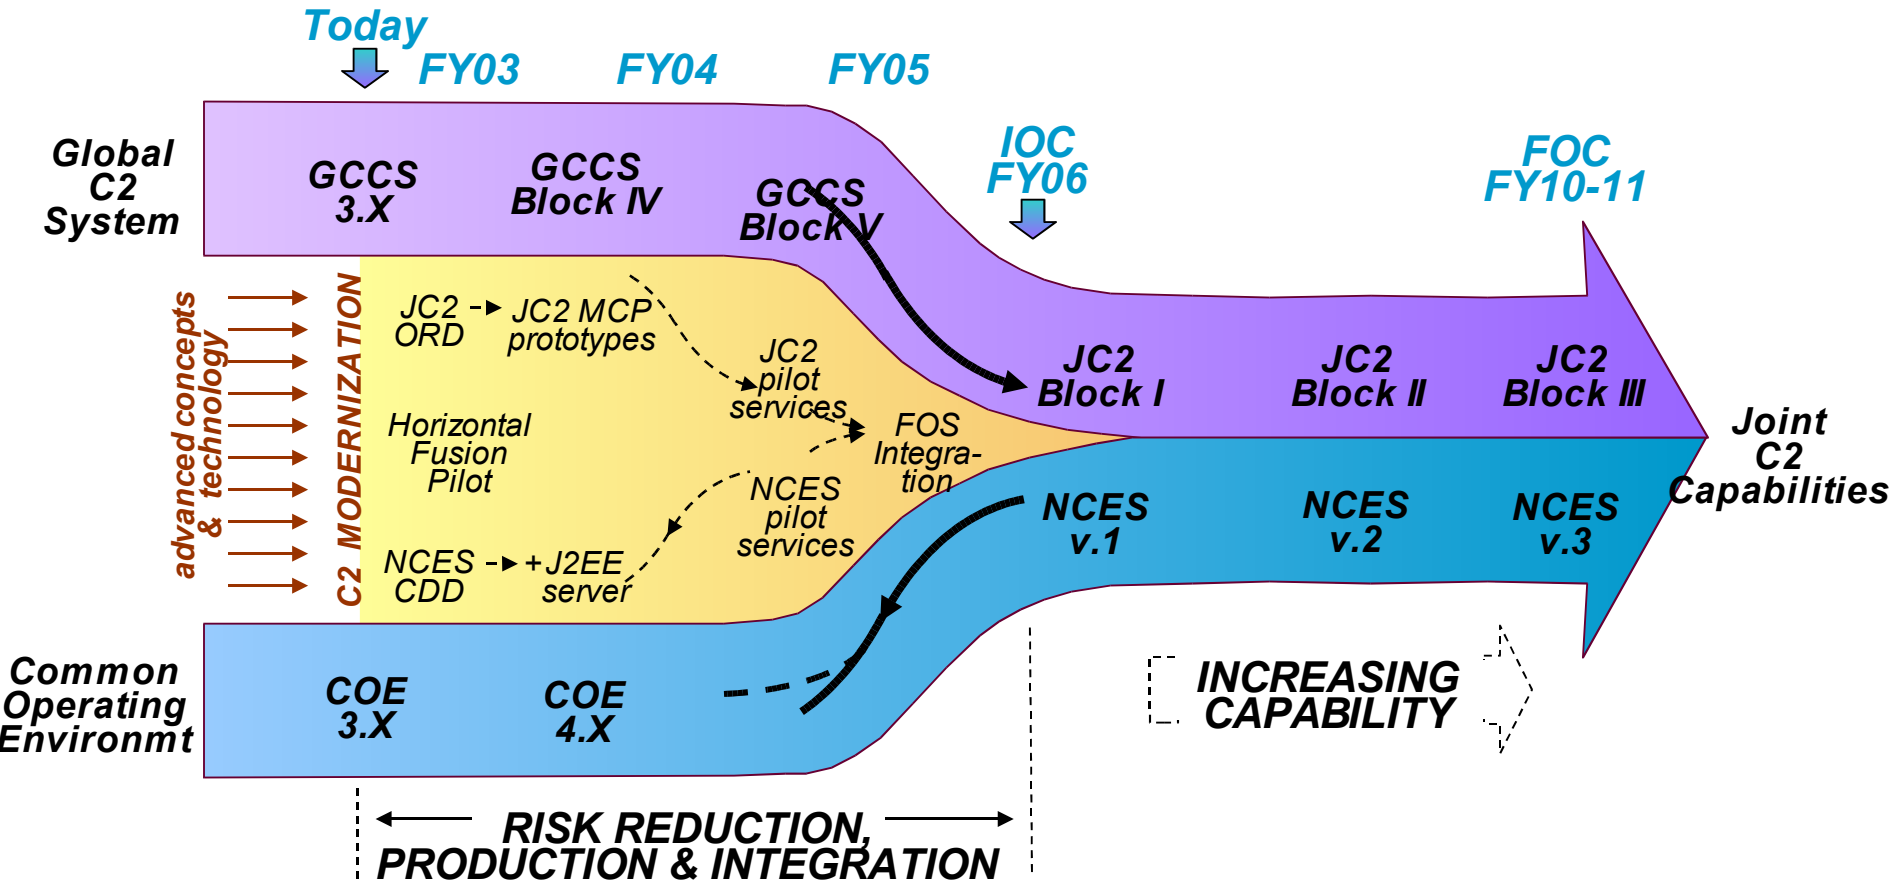 Today
FY03
FY04
FY05
IOC
FY06
FOC
FY10-11
Global
C2
System
GCCS
3.X
GCCS
Block IV
GCCS
Block V
JC2
Block I
JC2
Block II
JC2
Block III
advanced concepts
& technology
C2 MODERNIZATION
JC2
ORD
JC2 MCP
prototypes
JC2
pilot
services
Horizontal
Fusion
Pilot
FOS
Integra-
tion
NCES
pilot
services
NCES
CDD
+J2EE
server
NCES
v.1
NCES
v.2
NCES
v.3
Joint
C2
Capabilities
Common
Operating
Environmt
COE
3.X
COE
4.X
INCREASING
CAPABILITY
RISK REDUCTION,
PRODUCTION & INTEGRATION